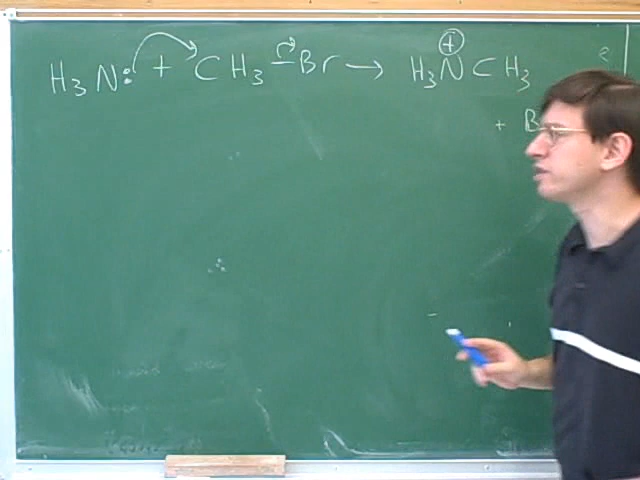 H₃N: + CH₃–Br → H₃N⊕CH₃
+ B